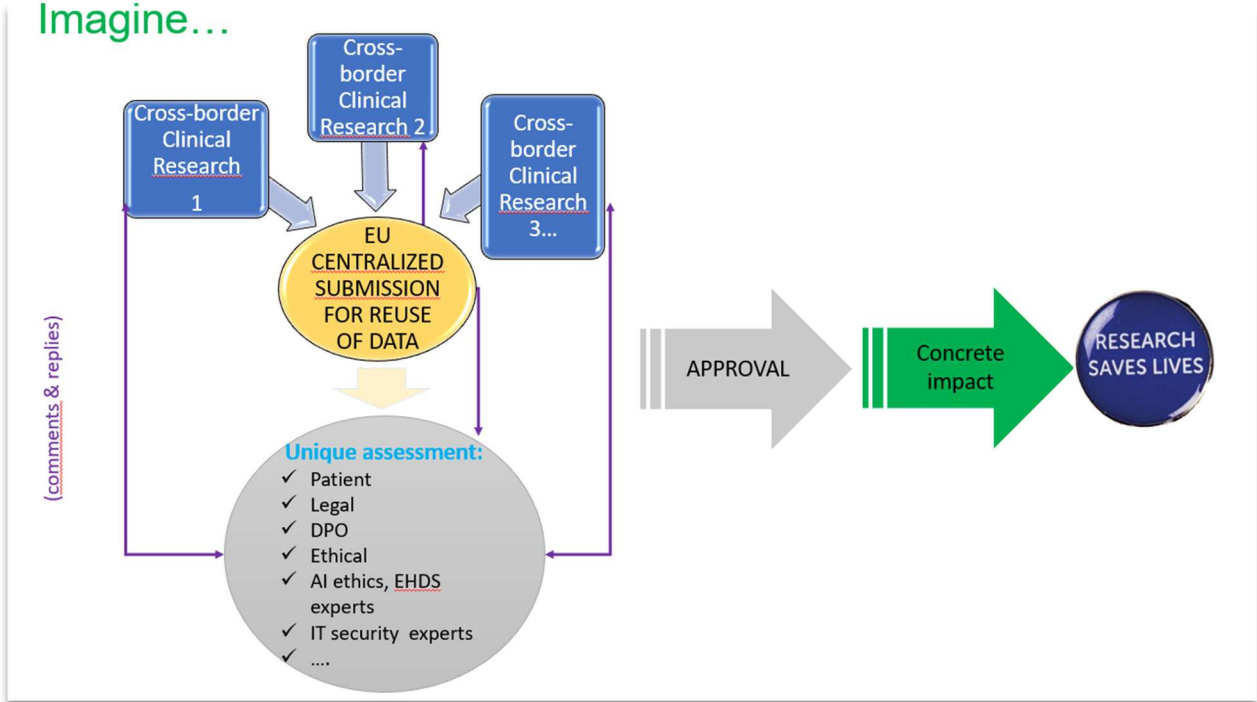 Imagine...
Cross-border
Clinical
Research
1
Cross-
border
Clinical
Research 2
Cross-
border
Clinical
Research
3...
EU
CENTRALIZED
SUBMISSION
FOR REUSE
OF DATA
(comments & replies)
Unique assessment:
✓ Patient
✓ Legal
✓ DPO
✓ Ethical
✓ AI ethics, EHDS
experts
✓ IT security experts
✓ ....
APPROVAL
Concrete
impact
RESEARCH
SAVES LIVES